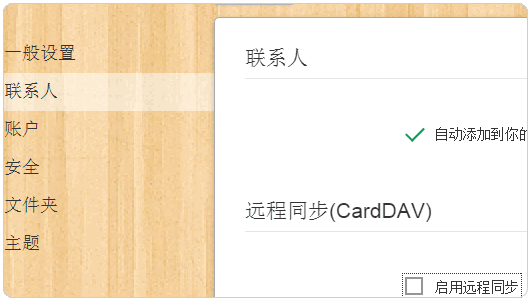 一般设置
联系人
账户
安全
文件夹
主题
联系人
自动添加到你的
远程同步(CardDAV)
启用远程同步